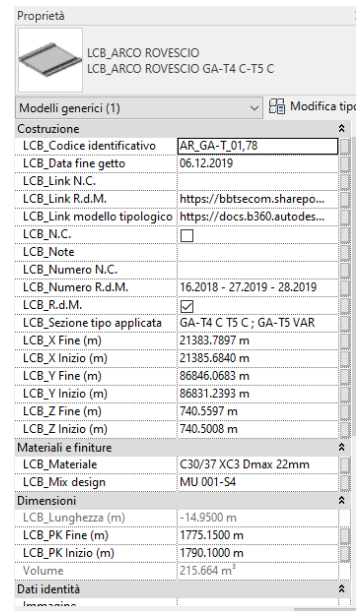 Proprietà
LCB_ARCO ROVESCIO
LCB_ARCO ROVESCIO GA-T4 C-T5 C
Modelli generici (1) Modifica tipo
Costruzione
LCB_Codice identificativo AR_GA-T_01,78
LCB_Data fine getto 06.12.2019
LCB_Link N.C.
LCB_Link R.d.M. https://bbtsecom.sharepo...
LCB_Link modello tipologico https://docs.b360.autodes...
LCB_N.C.
LCB_Note
LCB_Numero N.C.
LCB_Numero R.d.M. 16.2018 - 27.2019 - 28.2019
LCB_R.d.M.
LCB_Sezione tipo applicata GA-T4 C T5 C ; GA-T5 VAR
LCB_X Fine (m) 21383.7897 m
LCB_X Inizio (m) 21385.6840 m
LCB_Y Fine (m) 86846.0683 m
LCB_Y Inizio (m) 86831.2393 m
LCB_Z Fine (m) 740.5597 m
LCB_Z Inizio (m) 740.5008 m
Materiali e finiture
LCB_Materiale C30/37 XC3 Dmax 22mm
LCB_Mix design MU 001-S4
Dimensioni
LCB_Lunghezza (m) -14.9500 m
LCB_PK Fine (m) 1775.1500 m
LCB_PK Inizio (m) 1790.1000 m
Volume 215.664 m³
Dati identità
Immagine